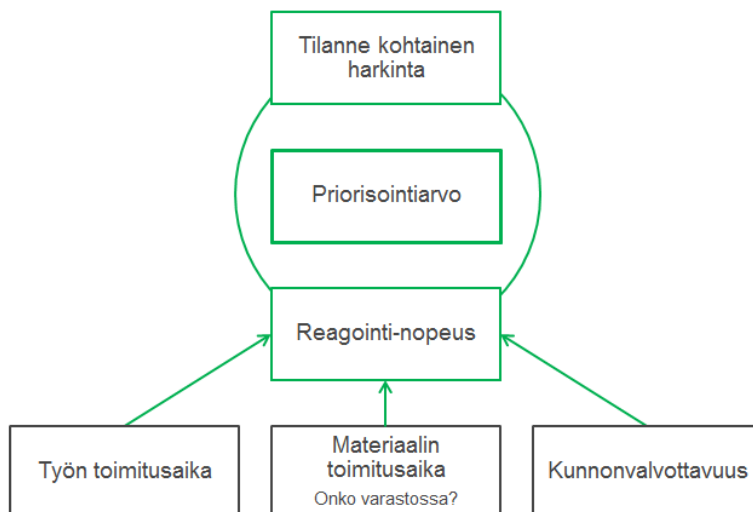 Tilanne kohtainen
harkinta
Priorisointiarvo
Reagointi-nopeus
Työn toimitusaika
Materiaalin
toimitusaika
Onko varastossa?
Kunnonvalvottavuus